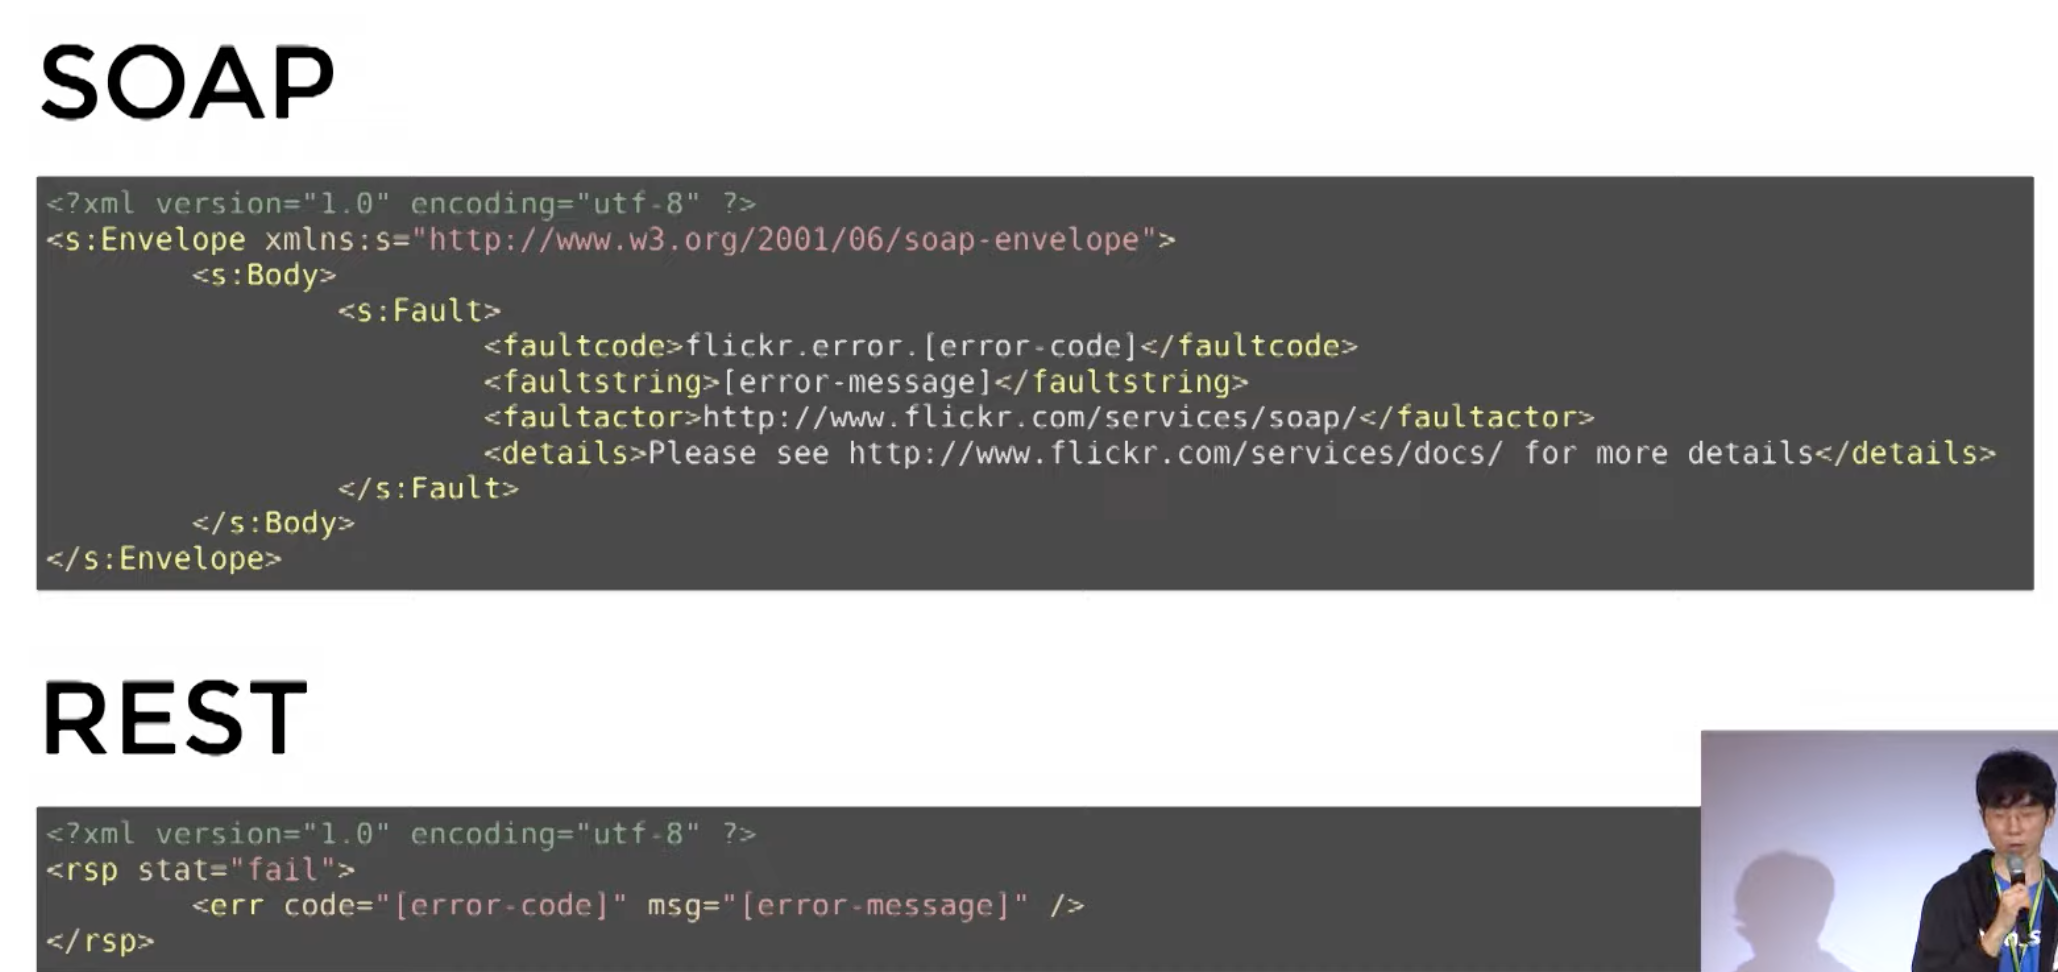 SOAP
<?xml version="1.0" encoding="utf-8" ?>
<s:Envelope xmlns:s="http://www.w3.org/2001/06/soap-envelope">
<s:Body>
<s:Fault>
<faultcode>flickr.error.[error-code]</faultcode>
<faultstring>[error-message]</faultstring>
<faultactor>http://www.flickr.com/services/soap/</faultactor>
<details>Please see http://www.flickr.com/services/docs/ for more details</details>
</s:Fault>
</s:Body>
</s:Envelope>
REST
<?xml version="1.0" encoding="utf-8" ?>
<rsp stat="fail">
<err code="[error-code]" msg="[error-message]" />
</rsp>